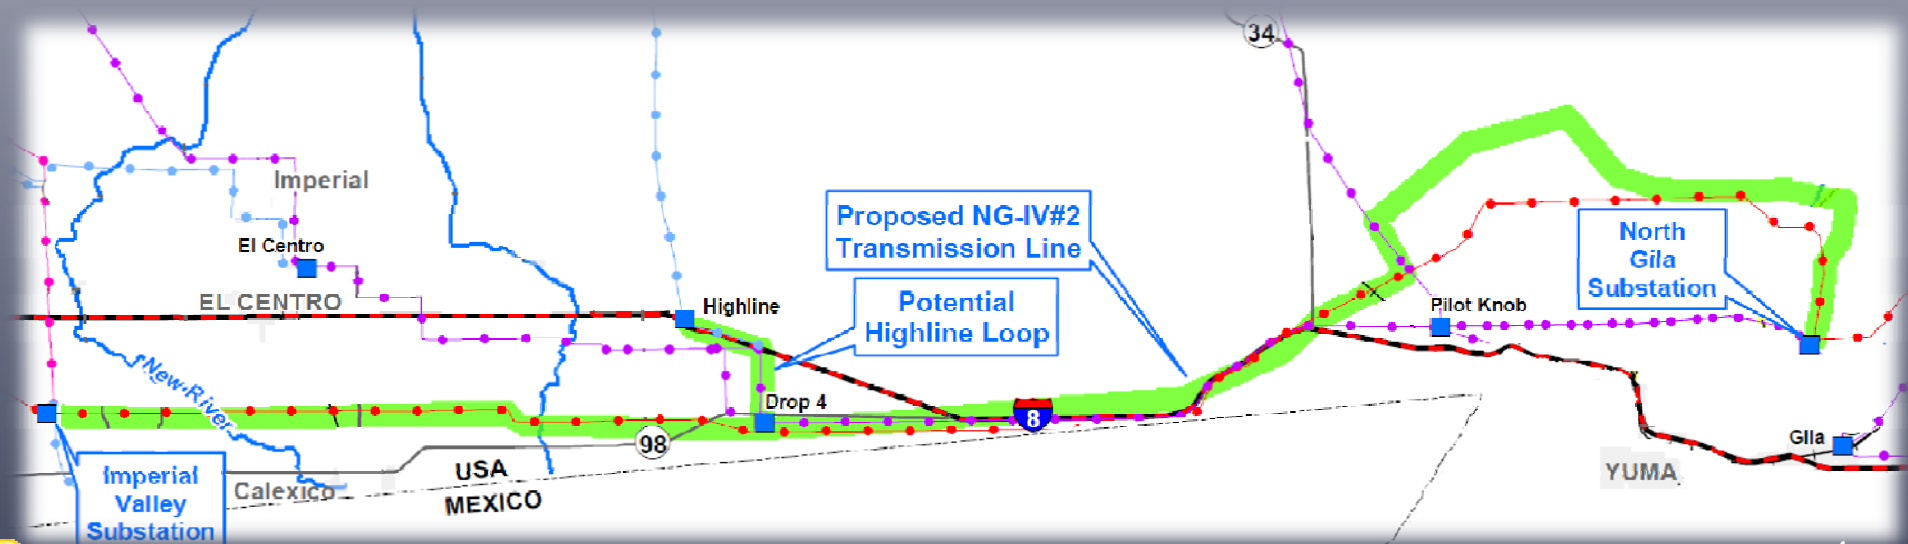 34
Imperial
El Centro
EL CENTRO
Highline
Proposed NG-IV#2
Transmission Line
Potential
Highline Loop
North
Gila
Substation
Pilot Knob
New River
Drop 4
8
98
USA
MEXICO
Imperial
Valley
Substation
Calexico
Gila
YUMA